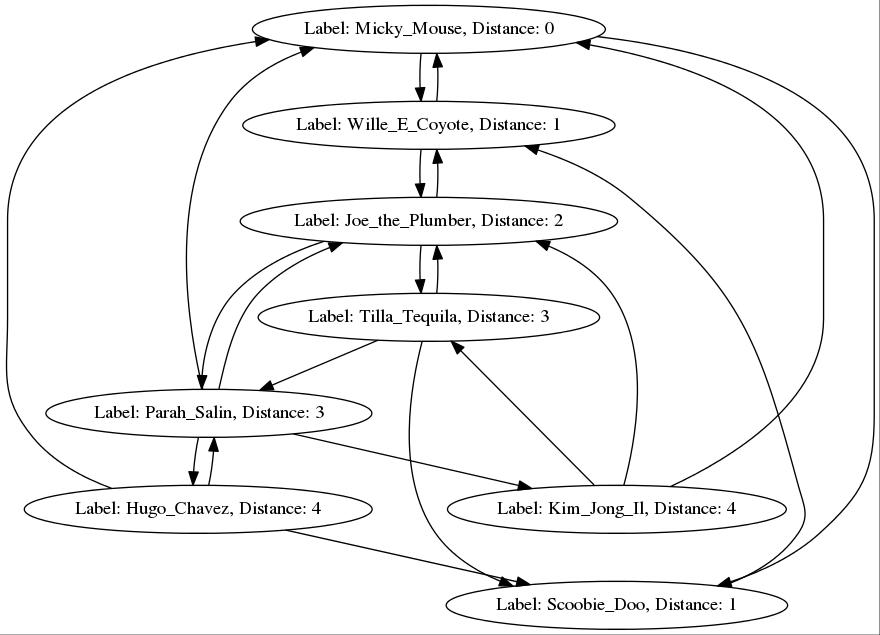 Label: Micky_Mouse, Distance: 0
Label: Wille_E_Coyote, Distance: 1
Label: Joe_the_Plumber, Distance: 2
Label: Tilla_Tequila, Distance: 3
Label: Parah_Salin, Distance: 3
Label: Hugo_Chavez, Distance: 4
Label: Kim_Jong_Il, Distance: 4
Label: Scoobie_Doo, Distance: 1